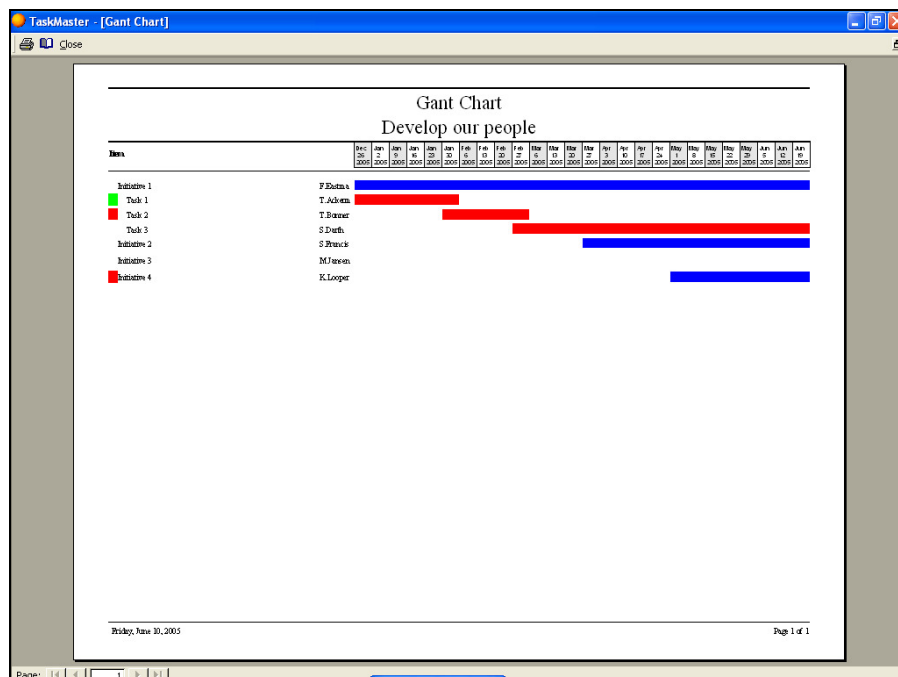 TaskMaster - [Gant Chart]
Close
Gant Chart
Develop our people
Item
Dec 26 2005 Jan 2 2005 Jan 9 2005 Jan 16 2005 Jan 23 2005 Jan 30 2005 Feb 6 2005 Feb 13 2005 Feb 20 2005 Feb 27 2005 Mar 6 2005 Mar 13 2005 Mar 20 2005 Mar 27 2005 Apr 3 2005 Apr 10 2005 Apr 17 2005 Apr 24 2005 May 1 2005 May 8 2005 May 15 2005 May 22 2005 May 29 2005 Jun 5 2005 Jun 12 2005 Jun 19 2005
Initiative 1 F.Eastma
Task 1 T.Ackem
Task 2 T.Bonner
Task 3 S.Darth
Initiative 2 S.Francis
Initiative 3 M.Jansen
Initiative 4 K.Looper
Friday, June 10, 2005 Page 1 of 1
Page: 1